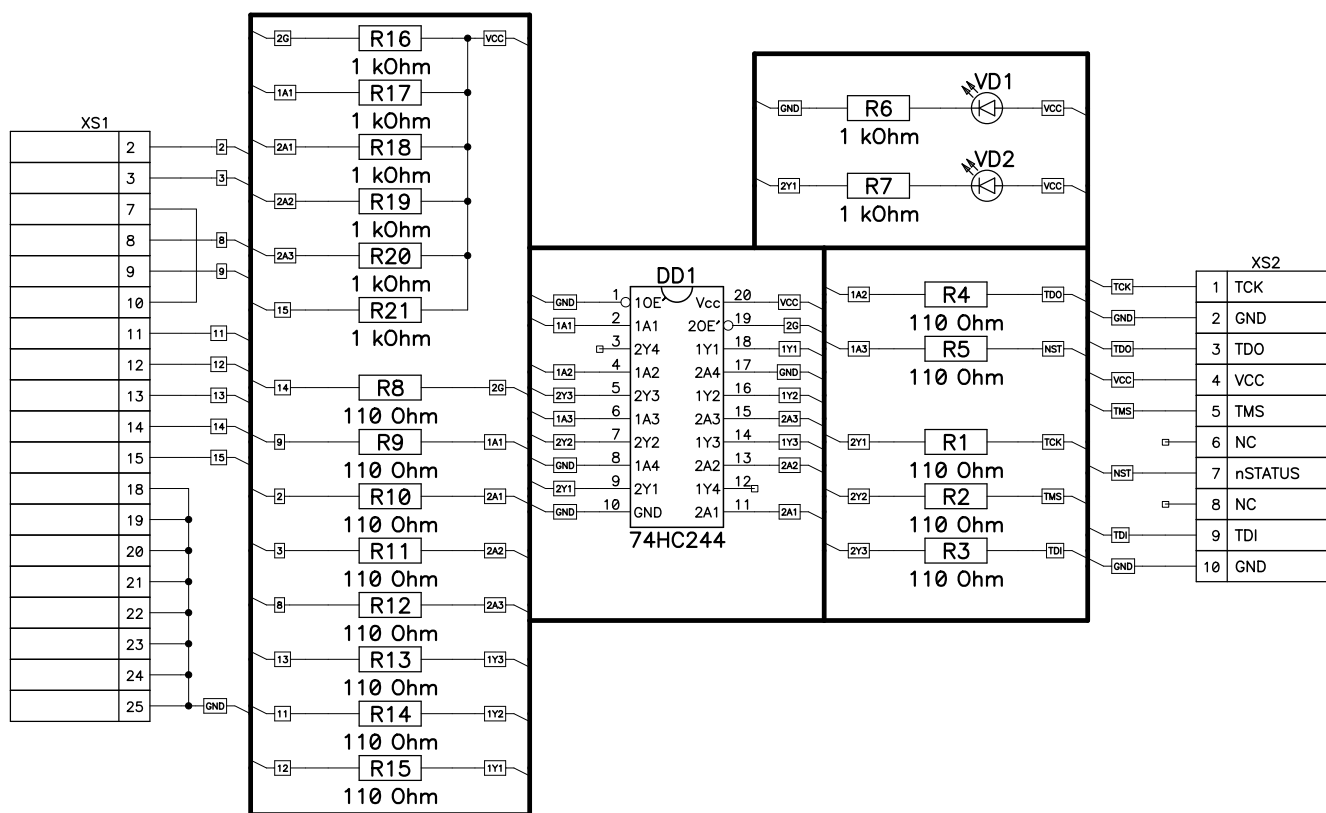 XS1
2 2
3 3
7
8 8
9 9
10
11 11
12 12
13 13
14 14
15 15
18
19
20
21
22
23
24
25 GND
2G R16 VCC
1 kOhm
1A1 R17
1 kOhm
2A1 R18
1 kOhm
2A2 R19
1 kOhm
2A3 R20
1 kOhm
15 R21
1 kOhm
14 R8 2G
110 Ohm
9 R9 1A1
110 Ohm
2 R10 2A1
110 Ohm
3 R11 2A2
110 Ohm
8 R12 2A3
110 Ohm
13 R13 1Y3
110 Ohm
11 R14 1Y2
110 Ohm
12 R15 1Y1
110 Ohm
DD1
GND 1 1OE' Vcc 20 VCC
1A1 2 1A1 2OE' 19 2G
3 2Y4 1Y1 18 1Y1
1A2 4 1A2 2A4 17 GND
2Y3 5 2Y3 1Y2 16 1Y2
1A3 6 1A3 2A3 15 2A3
2Y2 7 2Y2 1Y3 14 1Y3
GND 8 1A4 2A2 13 2A2
2Y1 9 2Y1 1Y4 12
GND 10 GND 2A1 11 2A1
74HC244
VD1
GND R6 VCC
1 kOhm
VD2
2Y1 R7 VCC
1 kOhm
1A2 R4 TDO
110 Ohm
1A3 R5 NST
110 Ohm
2Y1 R1 TCK
110 Ohm
2Y2 R2 TMS
110 Ohm
2Y3 R3 TDI
110 Ohm
XS2
TCK 1 TCK
GND 2 GND
TDO 3 TDO
VCC 4 VCC
TMS 5 TMS
6 NC
NST 7 nSTATUS
8 NC
TDI 9 TDI
GND 10 GND